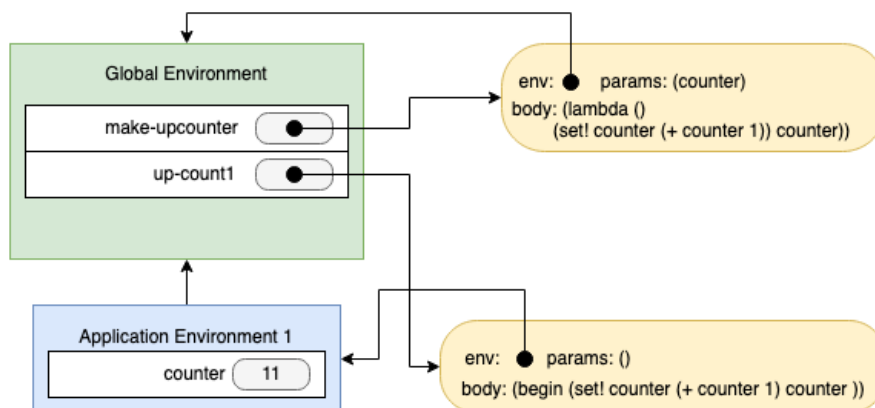 Global Environment
make-upcounter
up-count1
env: params: (counter)
body: (lambda ()
(set! counter (+ counter 1)) counter))
Application Environment 1
counter 11
env: params: ()
body: (begin (set! counter (+ counter 1) counter ))